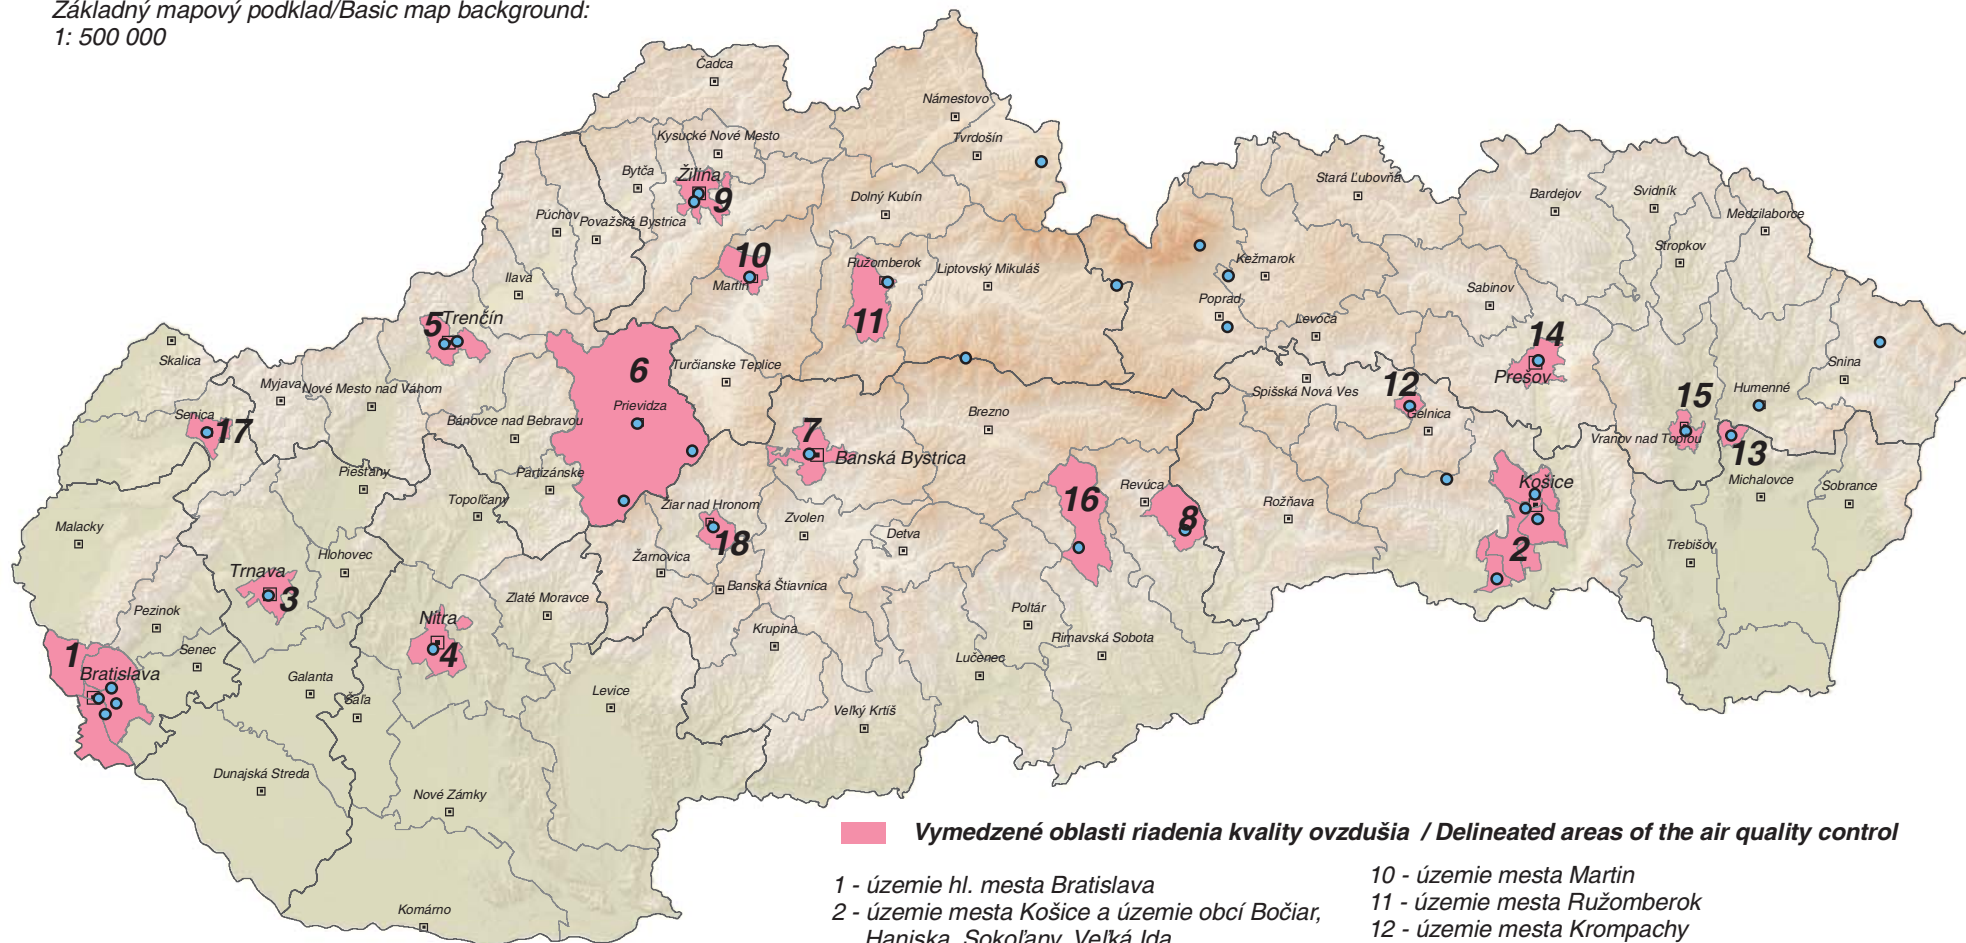 Základný mapový podklad/Basic map background:
1: 500 000
Čadca
Námestovo
Kysucké Nové Mesto
Tvrdošín
Bytča
Žilina
9
Dolný Kubín
Stará Ľubovňa
Bardejov
Svidník
Medzilaborce
Púchov
Považská Bystrica
Stropkov
10
Martin
Ružomberok
11
Liptovský Mikuláš
Kežmarok
Ilava
Poprad
Sabinov
Levoča
5
Trenčín
14
Prešov
Skalica
6
Turčianske Teplice
Snina
Myjava
Nové Mesto nad Váhom
Prievidza
Spišská Nová Ves
12
Gelnica
15
Humenné
Senica
17
Bánovce nad Bebravou
7
Banská Bystrica
Brezno
Vranov nad Topľou
13
Michalovce
Piešťany
Partizánske
Topoľčany
Žiar nad Hronom
18
Zvolen
16
Revúca
8
Rožňava
Košice
2
Sobrance
Malacky
Hlohovec
Detva
Trebišov
Trnava
3
Žarnovica
Banská Štiavnica
Pezinok
Zlaté Moravce
Nitra
4
Poltár
Krupina
Rimavská Sobota
1
Bratislava
Senec
Galanta
Šaľa
Levice
Lučenec
Veľký Krtíš
Dunajská Streda
Nové Zámky
Komárno
Vymedzené oblasti riadenia kvality ovzdušia / Delineated areas of the air quality control
1 - územie hl. mesta Bratislava
2 - územie mesta Košice a územie obcí Bočiar,
Haniska, Sokoľany, Veľká Ida
10 - územie mesta Martin
11 - územie mesta Ružomberok
12 - územie mesta Krompachy